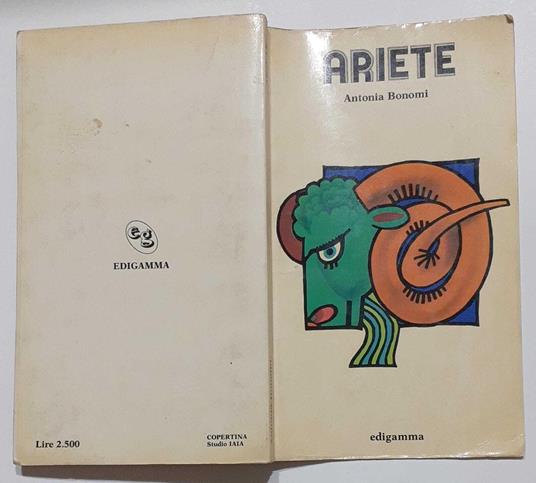 ARIETE
Antonia Bonomi
edigamma
eg
EDIGAMMA
Lire 2.500
COPERTINA
Studio IAIA